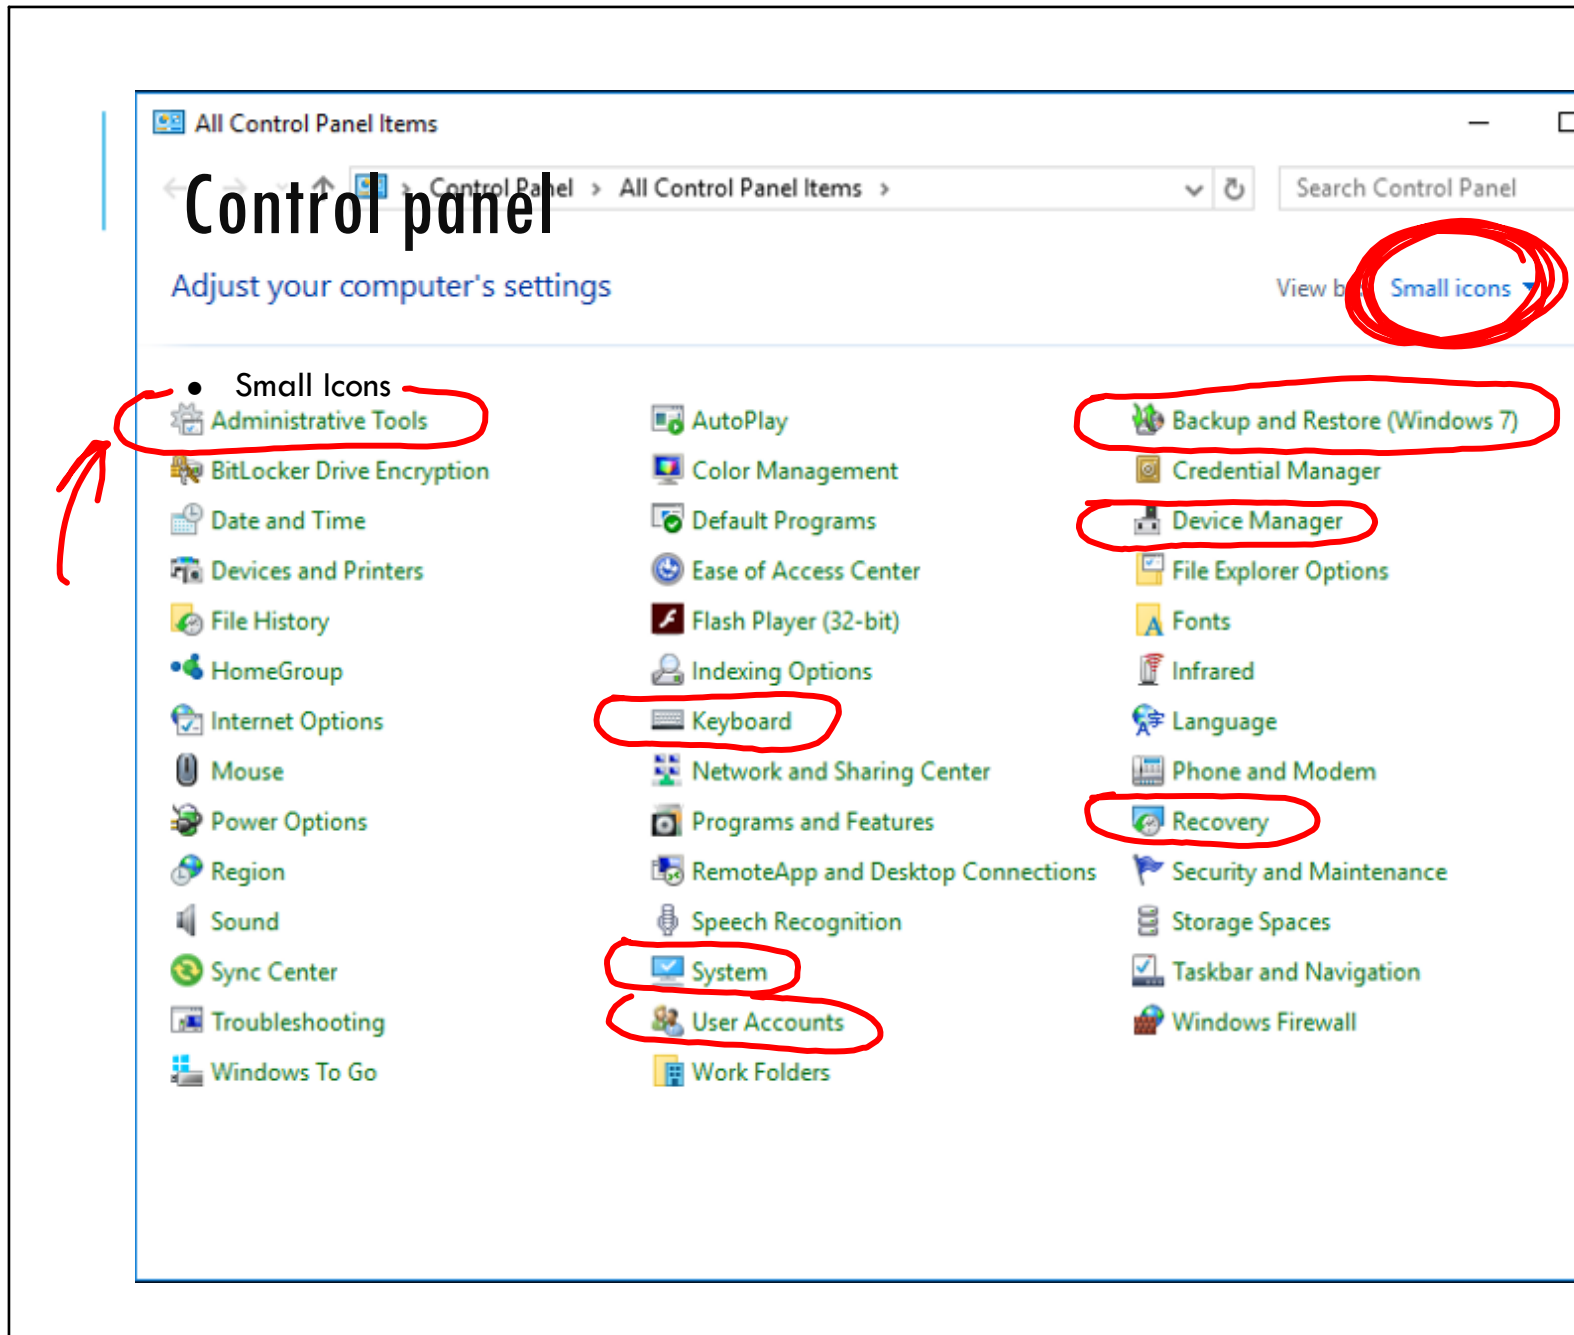 All Control Panel Items
Control panel
Control Panel > All Control Panel Items >
Search Control Panel
Adjust your computer's settings
View b Small icons
• Small Icons
Administrative Tools AutoPlay Backup and Restore (Windows 7)
BitLocker Drive Encryption Color Management Credential Manager
Date and Time Default Programs Device Manager
Devices and Printers Ease of Access Center File Explorer Options
File History Flash Player (32-bit) Fonts
HomeGroup Indexing Options Infrared
Internet Options Keyboard Language
Mouse Network and Sharing Center Phone and Modem
Power Options Programs and Features Recovery
Region RemoteApp and Desktop Connections Security and Maintenance
Sound Speech Recognition Storage Spaces
Sync Center System Taskbar and Navigation
Troubleshooting User Accounts Windows Firewall
Windows To Go Work Folders